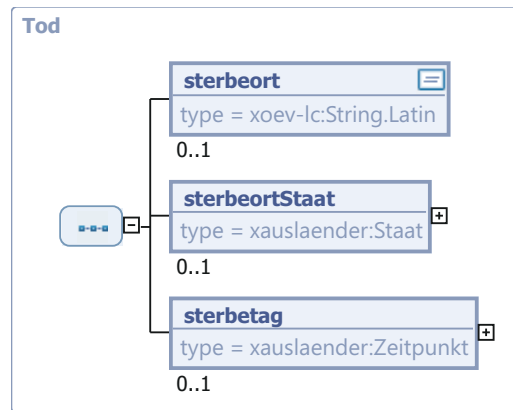 Tod
sterbeort
type = xoev-lc:String.Latin
0..1
sterbeortStaat
type = xauslaender:Staat
0..1
sterbetag
type = xauslaender:Zeitpunkt
0..1